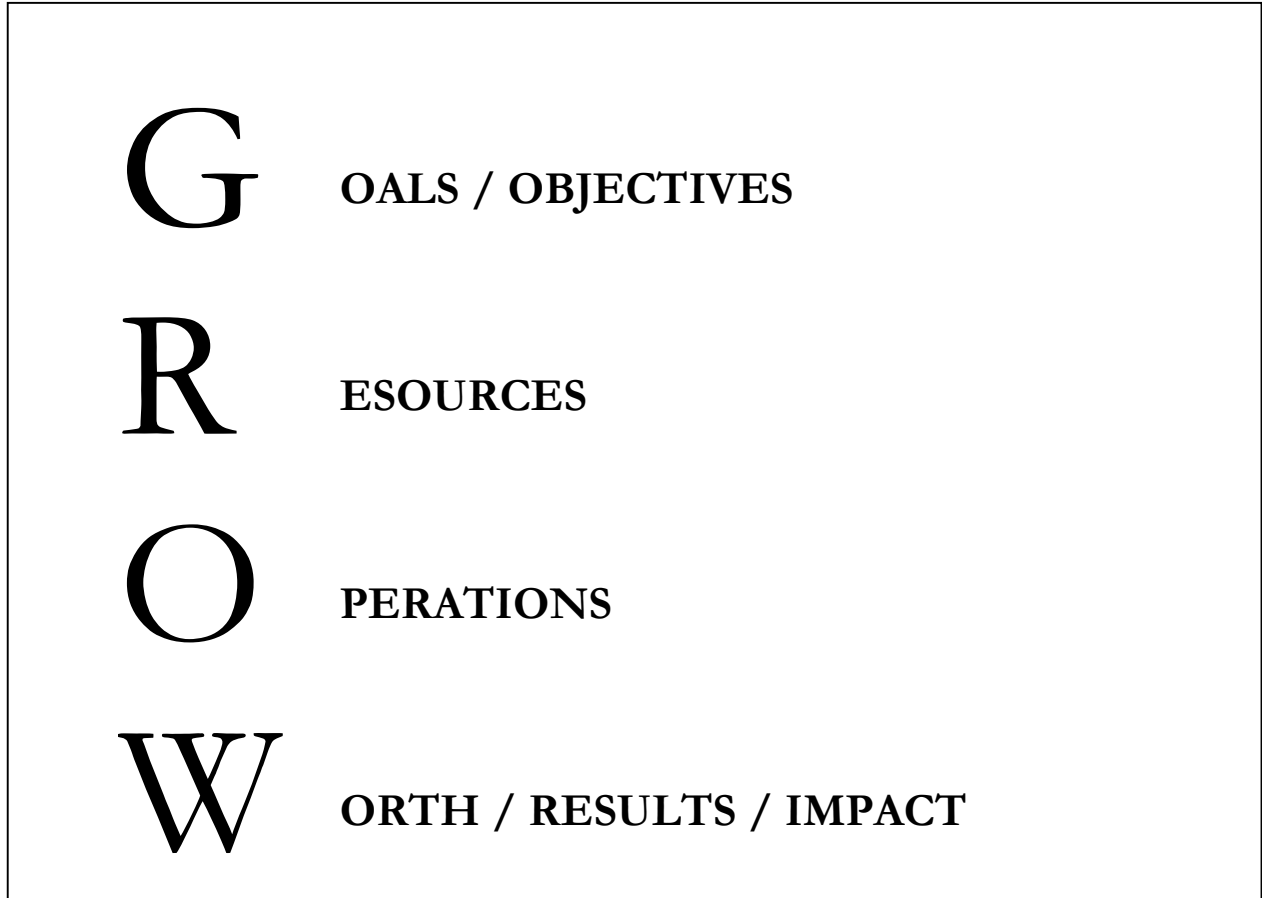 G OALS / OBJECTIVES
R ESOURCES
O PERATIONS
W ORTH / RESULTS / IMPACT